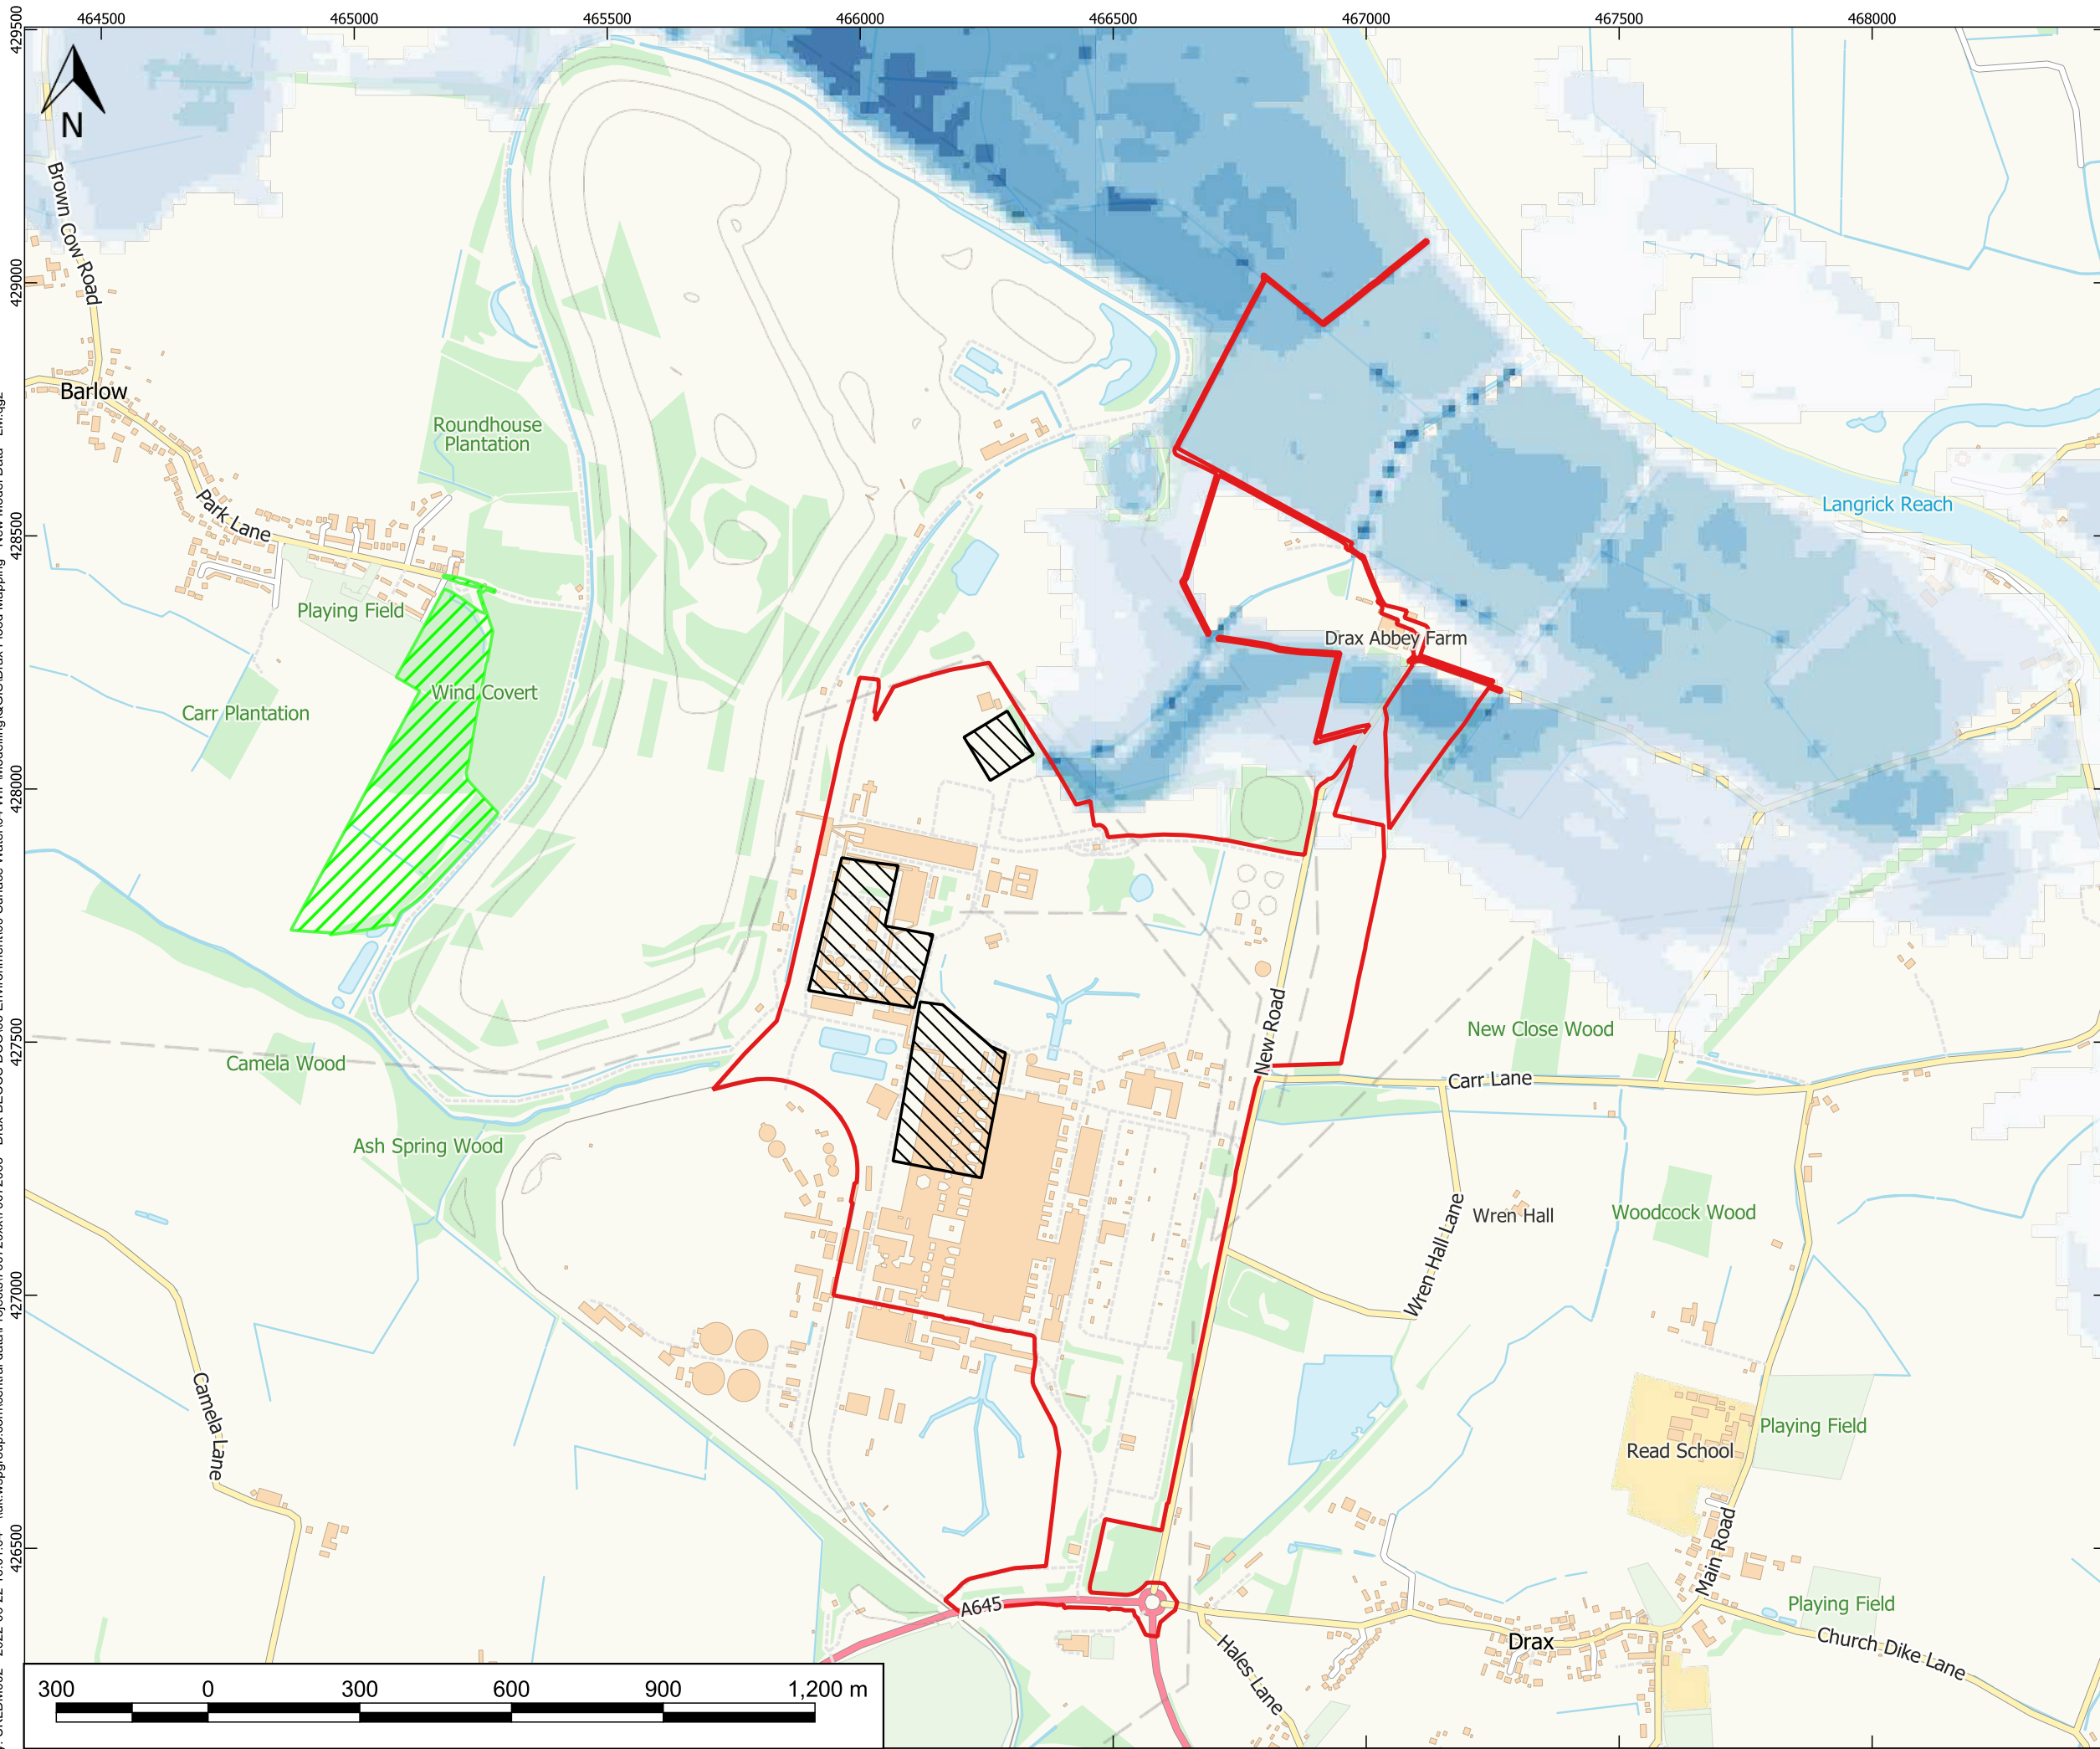 464500 465000 465500 466000 466500 467000 467500 468000
429500
N
Brown Cow Road
429000
Barlow
Roundhouse
Plantation
Park Lane
428500
Langrick Reach
Playing Field
Drax Abbey Farm
Wind Covert
Carr Plantation
428000
427500
New Road
New Close Wood
Camela Wood
Carr Lane
Ash Spring Wood
Wren Hall
Woodcock Wood
Wren Hall Lane
427000
Camela Lane
Playing Field
Read School
426500
Main Road
A645
Playing Field
Drax
Hales Lane
Church Dike Lane
300 0 300 600 900 1,200 m